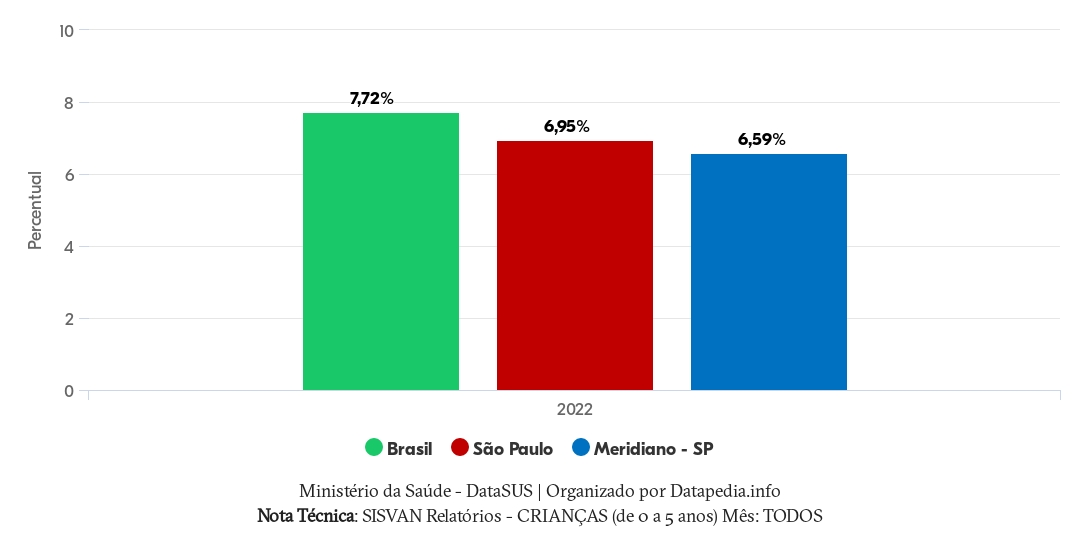 10
8
6
4
2
0
Percentual
7,72%
6,95%
6,59%
2022
Brasil São Paulo Meridiano - SP
Ministério da Saúde - DataSUS | Organizado por Datapedia.info
Nota Técnica: SISVAN Relatórios - CRIANÇAS (de 0 a 5 anos) Mês: TODOS